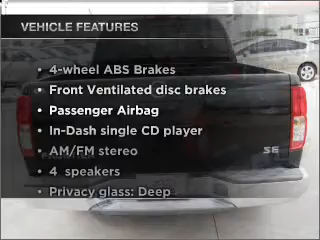 VEHICLE FEATURES
4-wheel ABS Brakes
Front Ventilated disc brakes
Passenger Airbag
In-Dash single CD player
AM/FM stereo
4 speakers
Privacy glass: Deep
SE